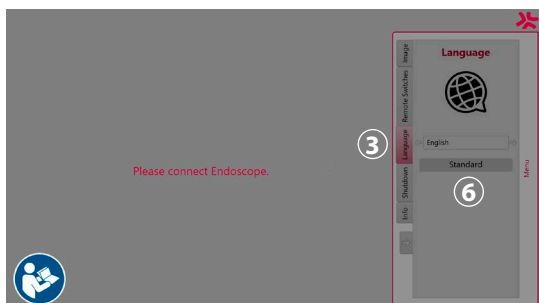 Please connect Endoscope.
Image
Remote Switches
Language
Shutdown
Info
Language
English
Standard
Menu
3
6